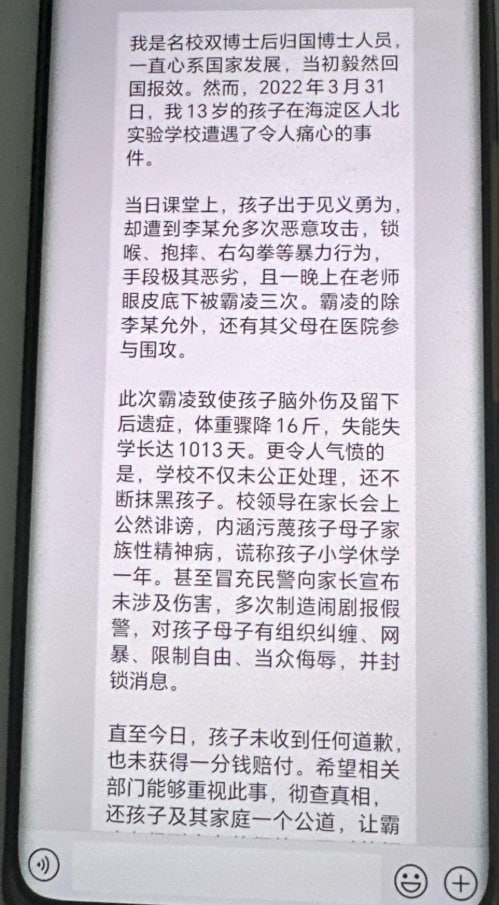 我是名校双博士后归国博士人员，
一直心系国家发展，当初毅然回
国报效。然而，2022年3月31
日，我13岁的孩子在海淀区人北
实验学校遭遇了令人痛心的事
件。
当日课堂上，孩子出于见义勇为，
却遭到李某允多次恶意攻击，锁
喉、抱摔、右勾拳等暴力行为，
手段极其恶劣，且一晚上在老师
眼皮底下被霸凌三次。霸凌的除
李某允外，还有其父母在医院参
与围攻。
此次霸凌致使孩子脑外伤及留下
后遗症，体重骤降16斤，失能失
学长达1013天。更令人气愤的
是，学校不仅未公正处理，还不
断抹黑孩子。校领导在家长会上
公然诽谤，内涵污蔑孩子母子家
族性精神病，谎称孩子小学休学
一年。甚至冒充民警向家长宣布
未涉及伤害，多次制造闹剧报假
警，对孩子母子有组织纠缠、网
暴、限制自由、当众侮辱，并封
锁消息。
直至今日，孩子未收到任何道歉，
也未获得一分钱赔付。希望相关
部门能够重视此事，彻查真相，
还孩子及其家庭一个公道，让霸